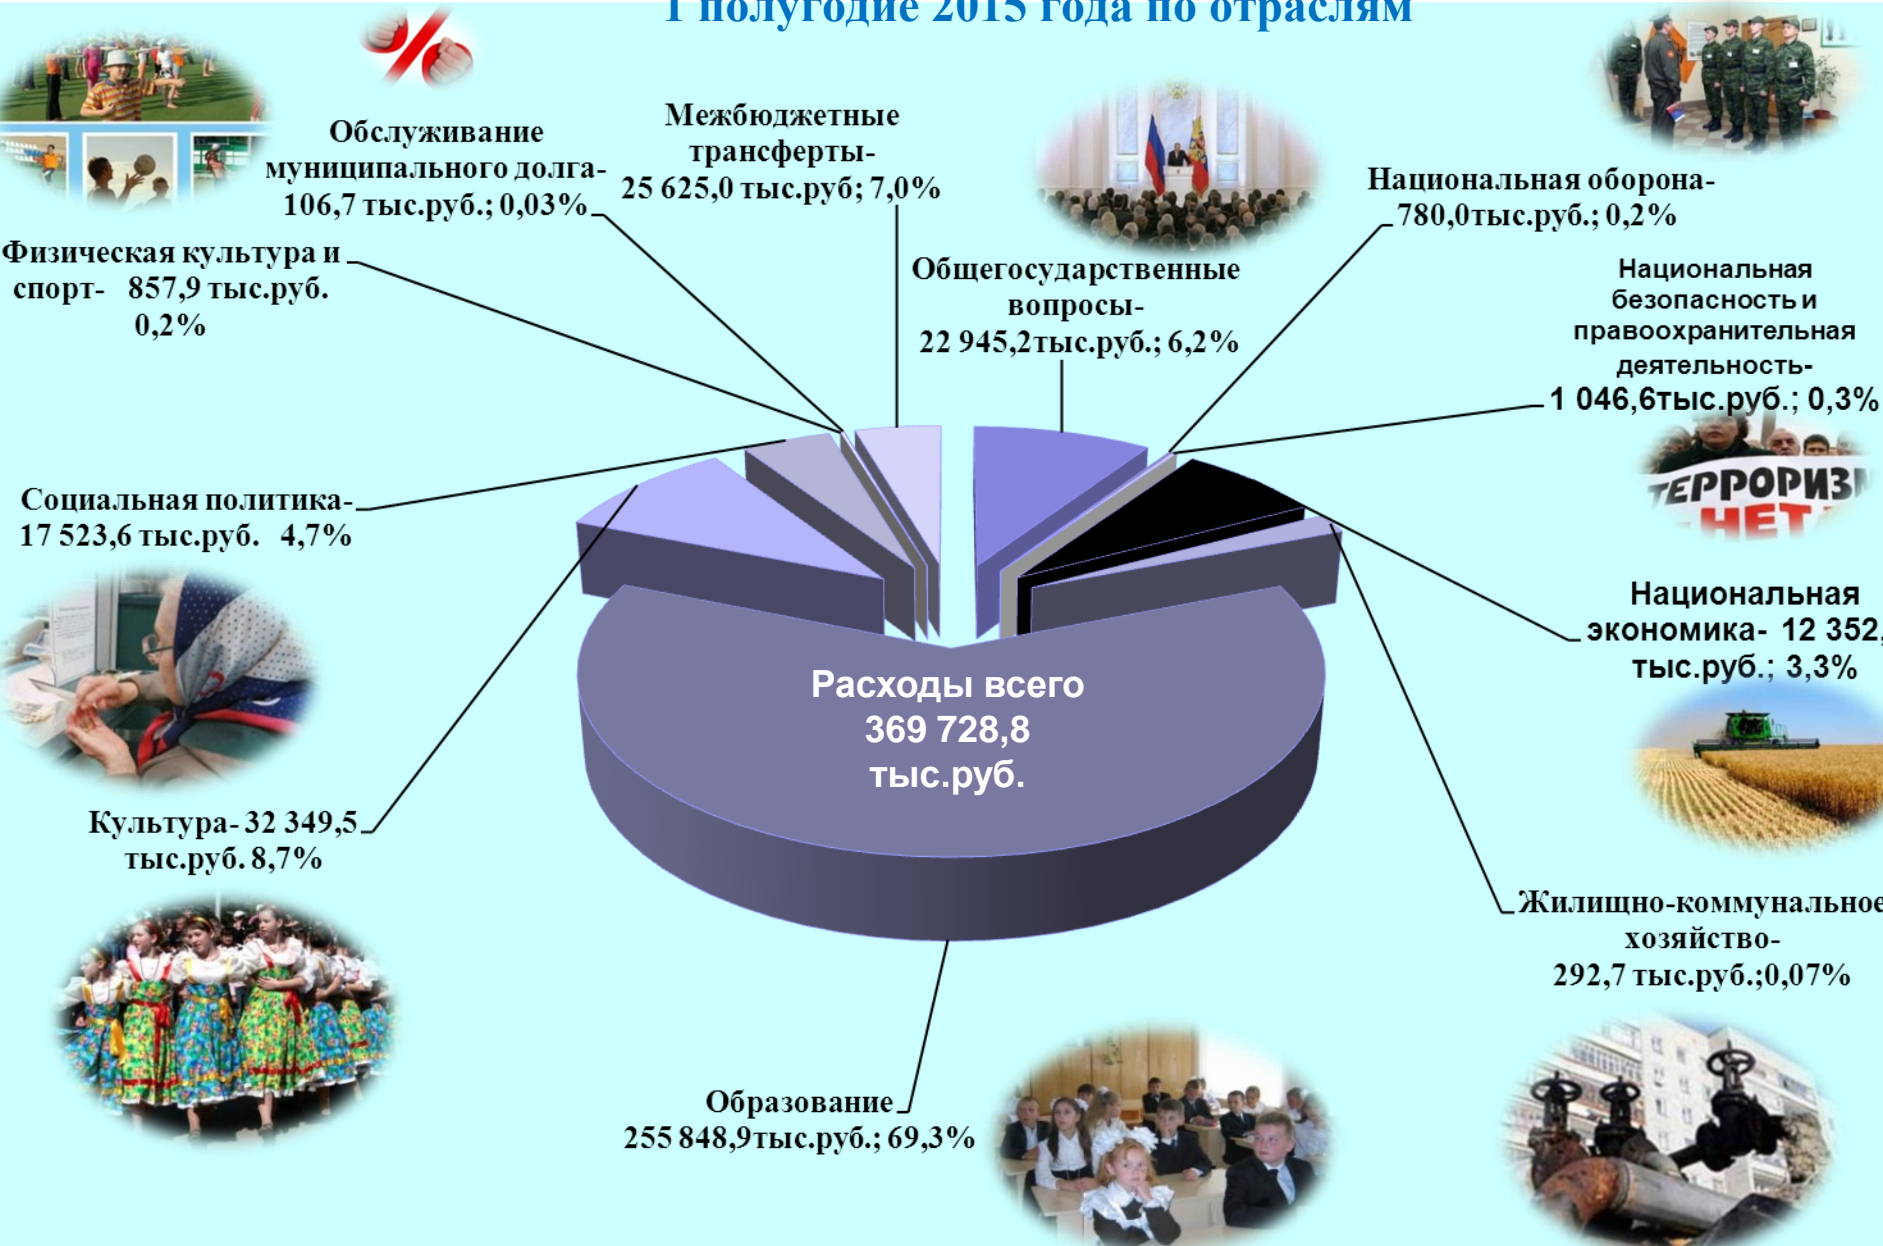 1 полугодие 2015 года по отраслям
Обслуживание
муниципального долга-
106,7 тыс.руб.; 0,03%
Межбюджетные
трансферты-
25 625,0 тыс.руб; 7,0%
Общегосударственные
вопросы-
22 945,2тыс.руб.; 6,2%
Национальная оборона-
780,0тыс.руб.; 0,2%
Национальная
безопасность и
правоохранительная
деятельность-
1 046,6тыс.руб.; 0,3%
ТЕРРОРИЗ
НЕТ
Физическая культура и
спорт- 857,9 тыс.руб.
0,2%
Социальная политика-
17 523,6 тыс.руб. 4,7%
Национальная
экономика- 12 352,
тыс.руб.; 3,3%
Расходы всего
369 728,8
тыс.руб.
Культура- 32 349,5
тыс.руб. 8,7%
Жилищно-коммунальное
хозяйство-
292,7 тыс.руб.;0,07%
Образование
255 848,9тыс.руб.; 69,3%